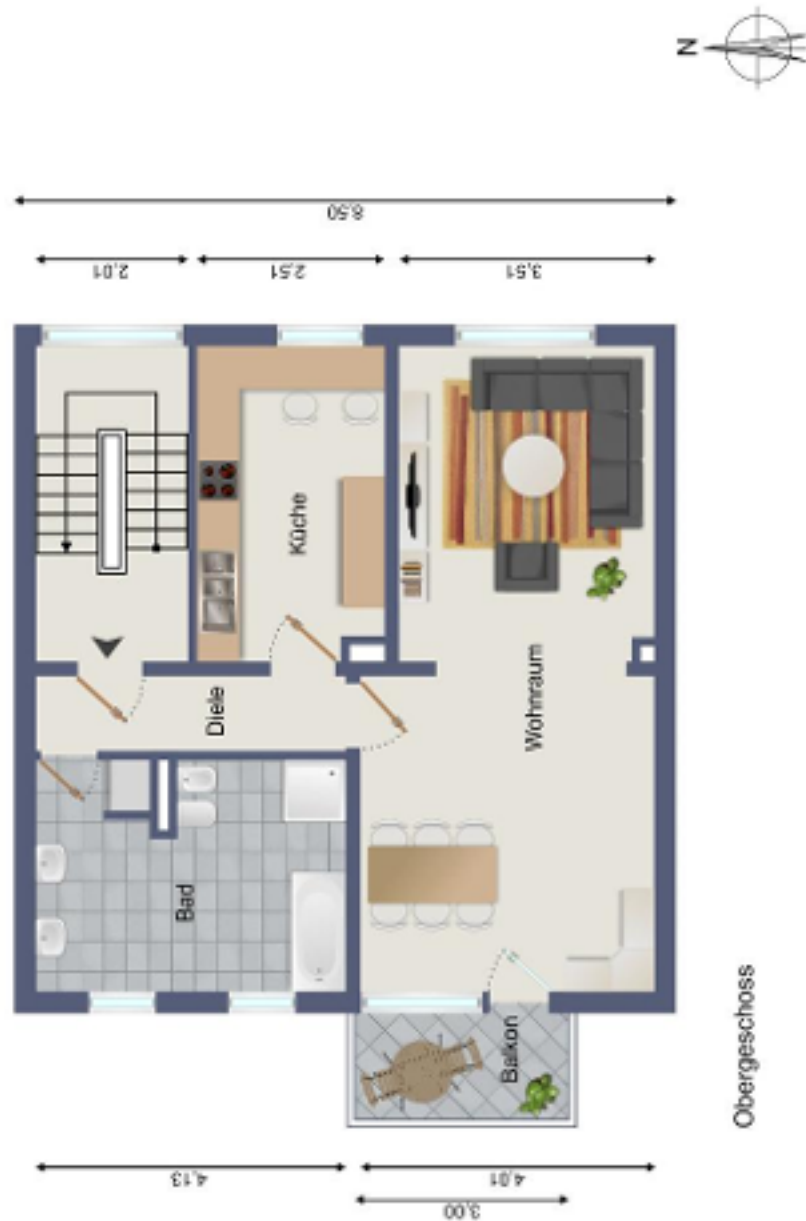 N
8,50
2,01
2,51
3,51
Küche
Diele
Wohnraum
Bad
Balkon
Obergeschoss
4,13
4,01
3,00